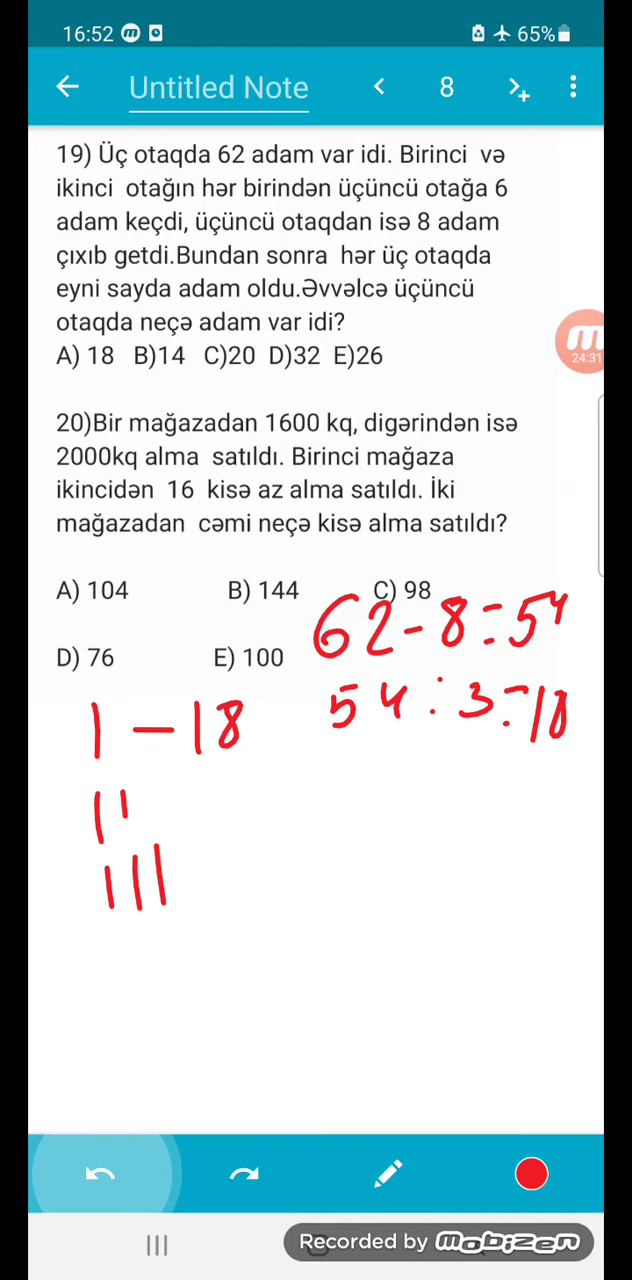 16:52 65%
Untitled Note 8
19) Üç otaqda 62 adam var idi. Birinci və
ikinci otağın hər birindən üçüncü otağa 6
adam keçdi, üçüncü otaqdan isə 8 adam
çıxıb getdi.Bundan sonra hər üç otaqda
eyni sayda adam oldu.Əvvəlcə üçüncü
otaqda neçə adam var idi?
A) 18 B)14 C)20 D)32 E)26
24:31
20)Bir mağazadan 1600 kq, digərindən isə
2000kq alma satıldı. Birinci mağaza
ikincidən 16 kisə az alma satıldı. İki
mağazadan cəmi neçə kisə alma satıldı?
A) 104 B) 144 C) 98
D) 76 E) 100
62-8=54
54:3=18
I - 18
II
III
Recorded by mobizen